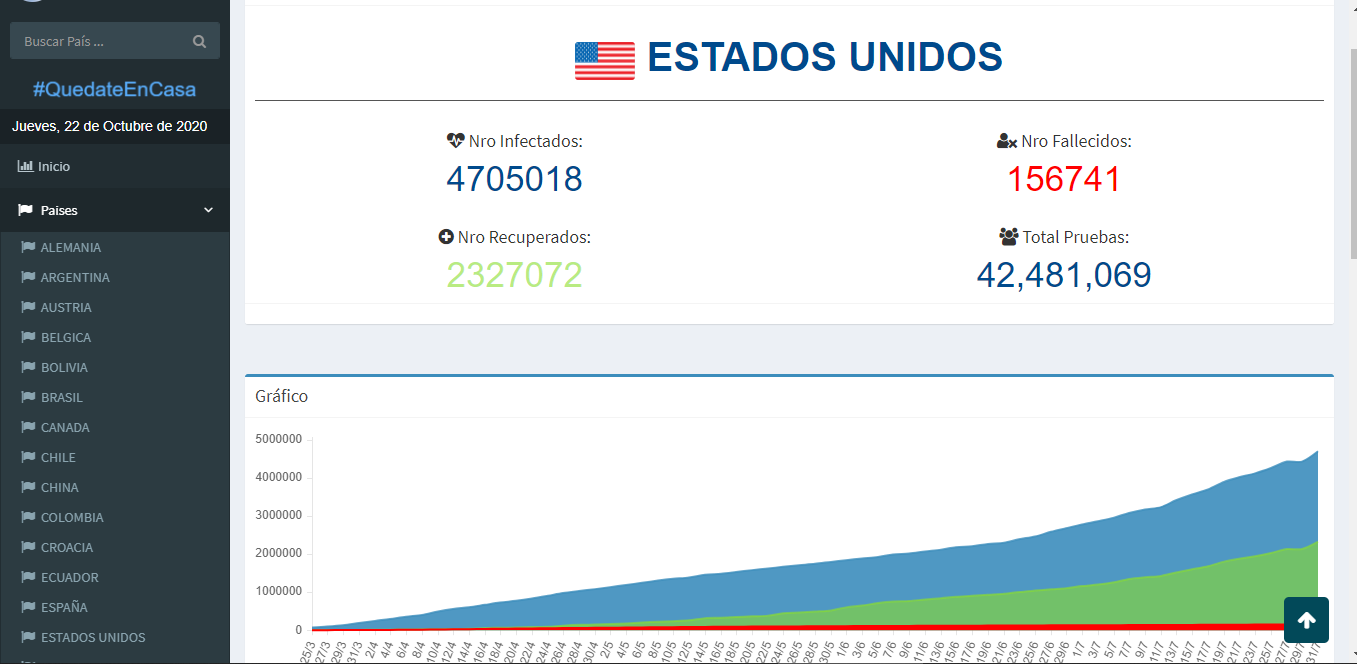 Buscar País ...
#QuedateEnCasa
Jueves, 22 de Octubre de 2020
Inicio
Paises
ALEMANIA
ARGENTINA
AUSTRIA
BELGICA
BOLIVIA
BRASIL
CANADA
CHILE
CHINA
COLOMBIA
CROACIA
ECUADOR
ESPAÑA
ESTADOS UNIDOS
ESTADOS UNIDOS
Nro Infectados:
4705018
Nro Fallecidos:
156741
Nro Recuperados:
2327072
Total Pruebas:
42,481,069
Gráfico
5000000
4000000
3000000
2000000
1000000
0
25/3 27/3 29/3 31/3 2/4 4/4 6/4 8/4 10/4 12/4 14/4 16/4 18/4 20/4 22/4 24/4 26/4 28/4 30/4 2/5 4/5 6/5 8/5 10/5 12/5 14/5 16/5 18/5 20/5 22/5 24/5 26/5 28/5 30/5 1/6 3/6 5/6 7/6 9/6 11/6 13/6 15/6 17/6 19/6 21/6 23/6 25/6 27/6 29/6 1/7 3/7 5/7 7/7 9/7 11/7 13/7 15/7 17/7 19/7 21/7 23/7 25/7 27/7 29/7 31/7